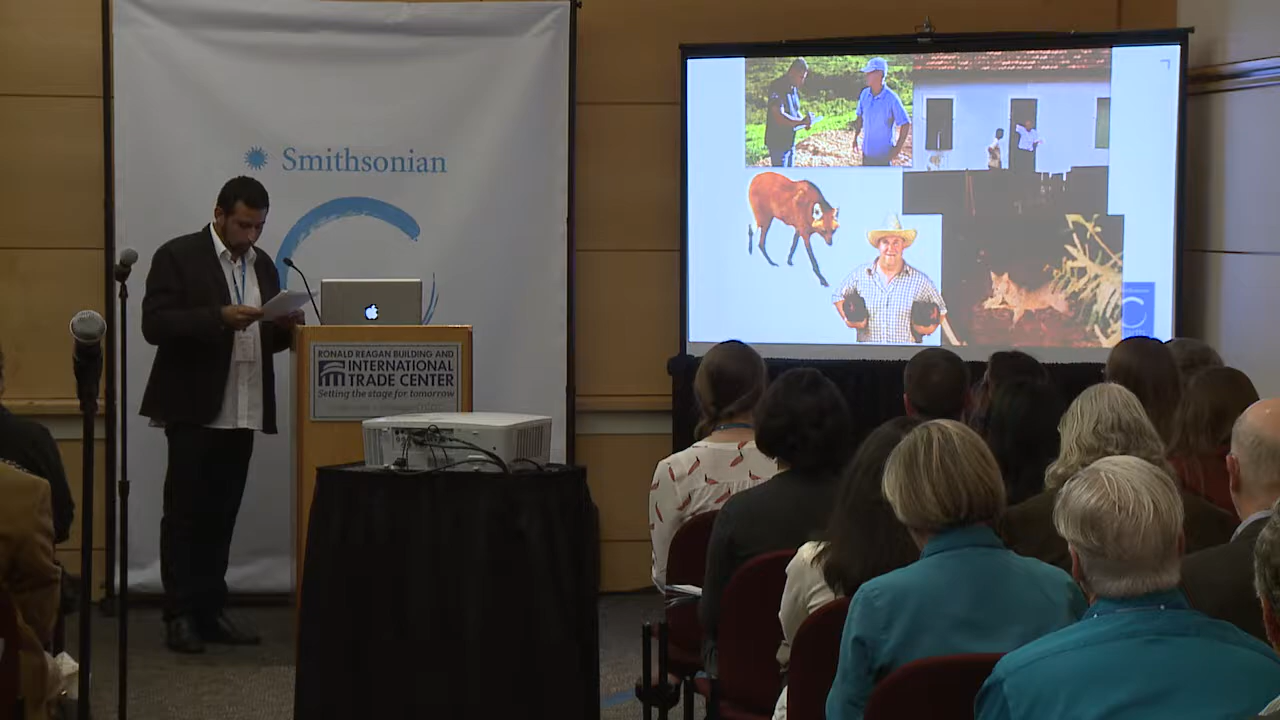 Smithsonian
RONALD REAGAN BUILDING AND
INTERNATIONAL
TRADE CENTER
Setting the stage for tomorrow